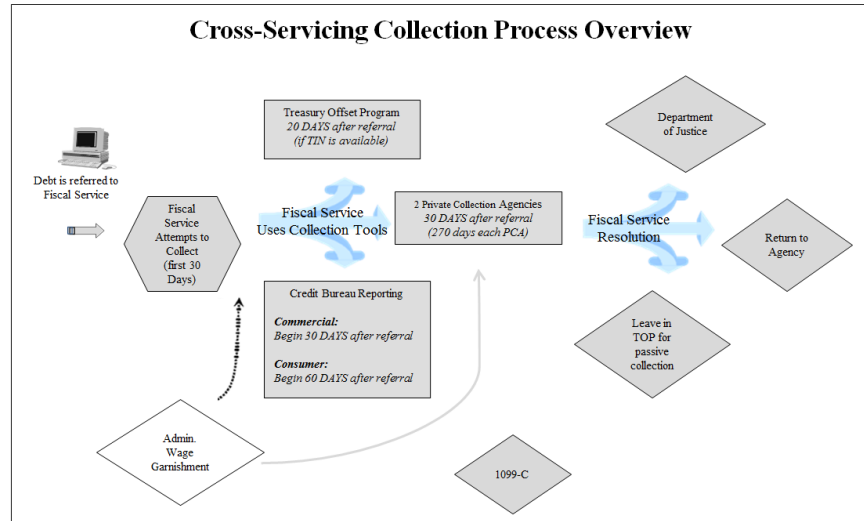 Cross-Servicing Collection Process Overview
Debt is referred to
Fiscal Service
Fiscal
Service
Attempts to
Collect
(first 30
Days)
Treasury Offset Program
20 DAYS after referral
(if TIN is available)
Fiscal Service
Uses Collection Tools
Credit Bureau Reporting
Commercial:
Begin 30 DAYS after referral
Consumer:
Begin 60 DAYS after referral
Admin.
Wage
Garnishment
2 Private Collection Agencies
30 DAYS after referral
(270 days each PCA)
Fiscal Service
Resolution
Department
of Justice
Return to
Agency
Leave in
TOP for
passive
collection
1099-C